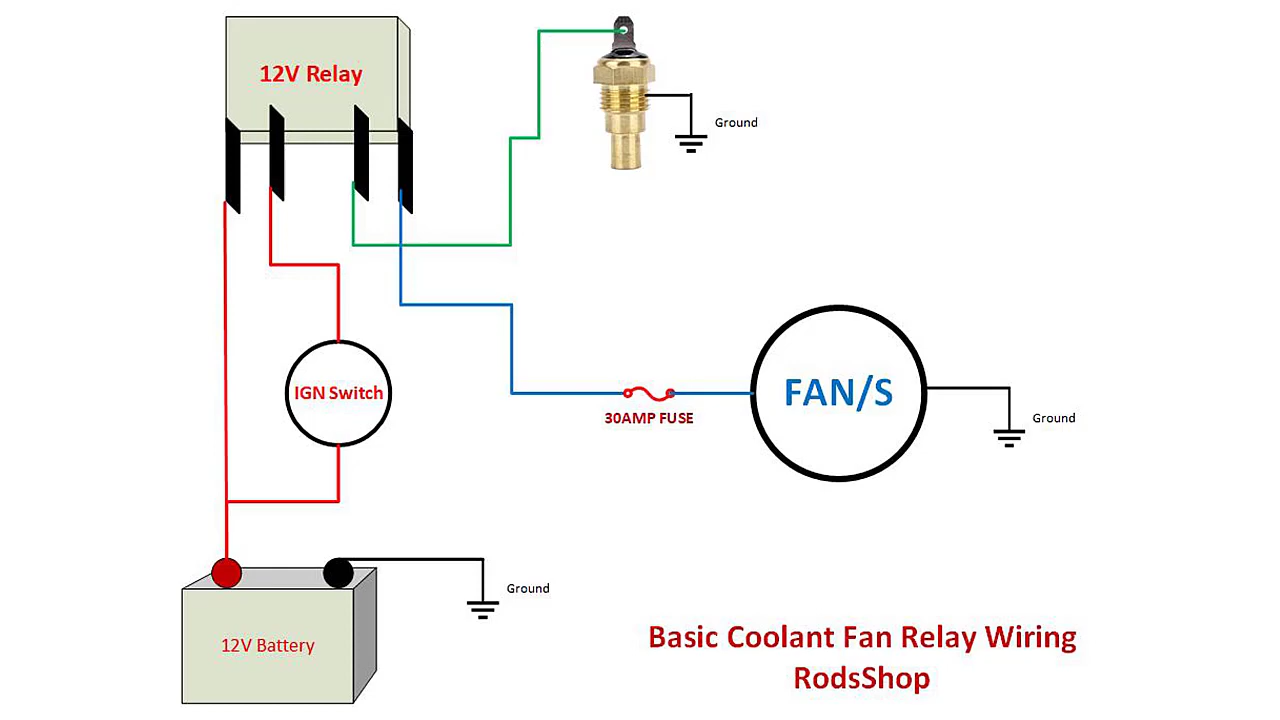 12V Relay
Ground
IGN Switch
30AMP FUSE
FAN/S
Ground
Ground
12V Battery
Basic Coolant Fan Relay Wiring
RodsShop